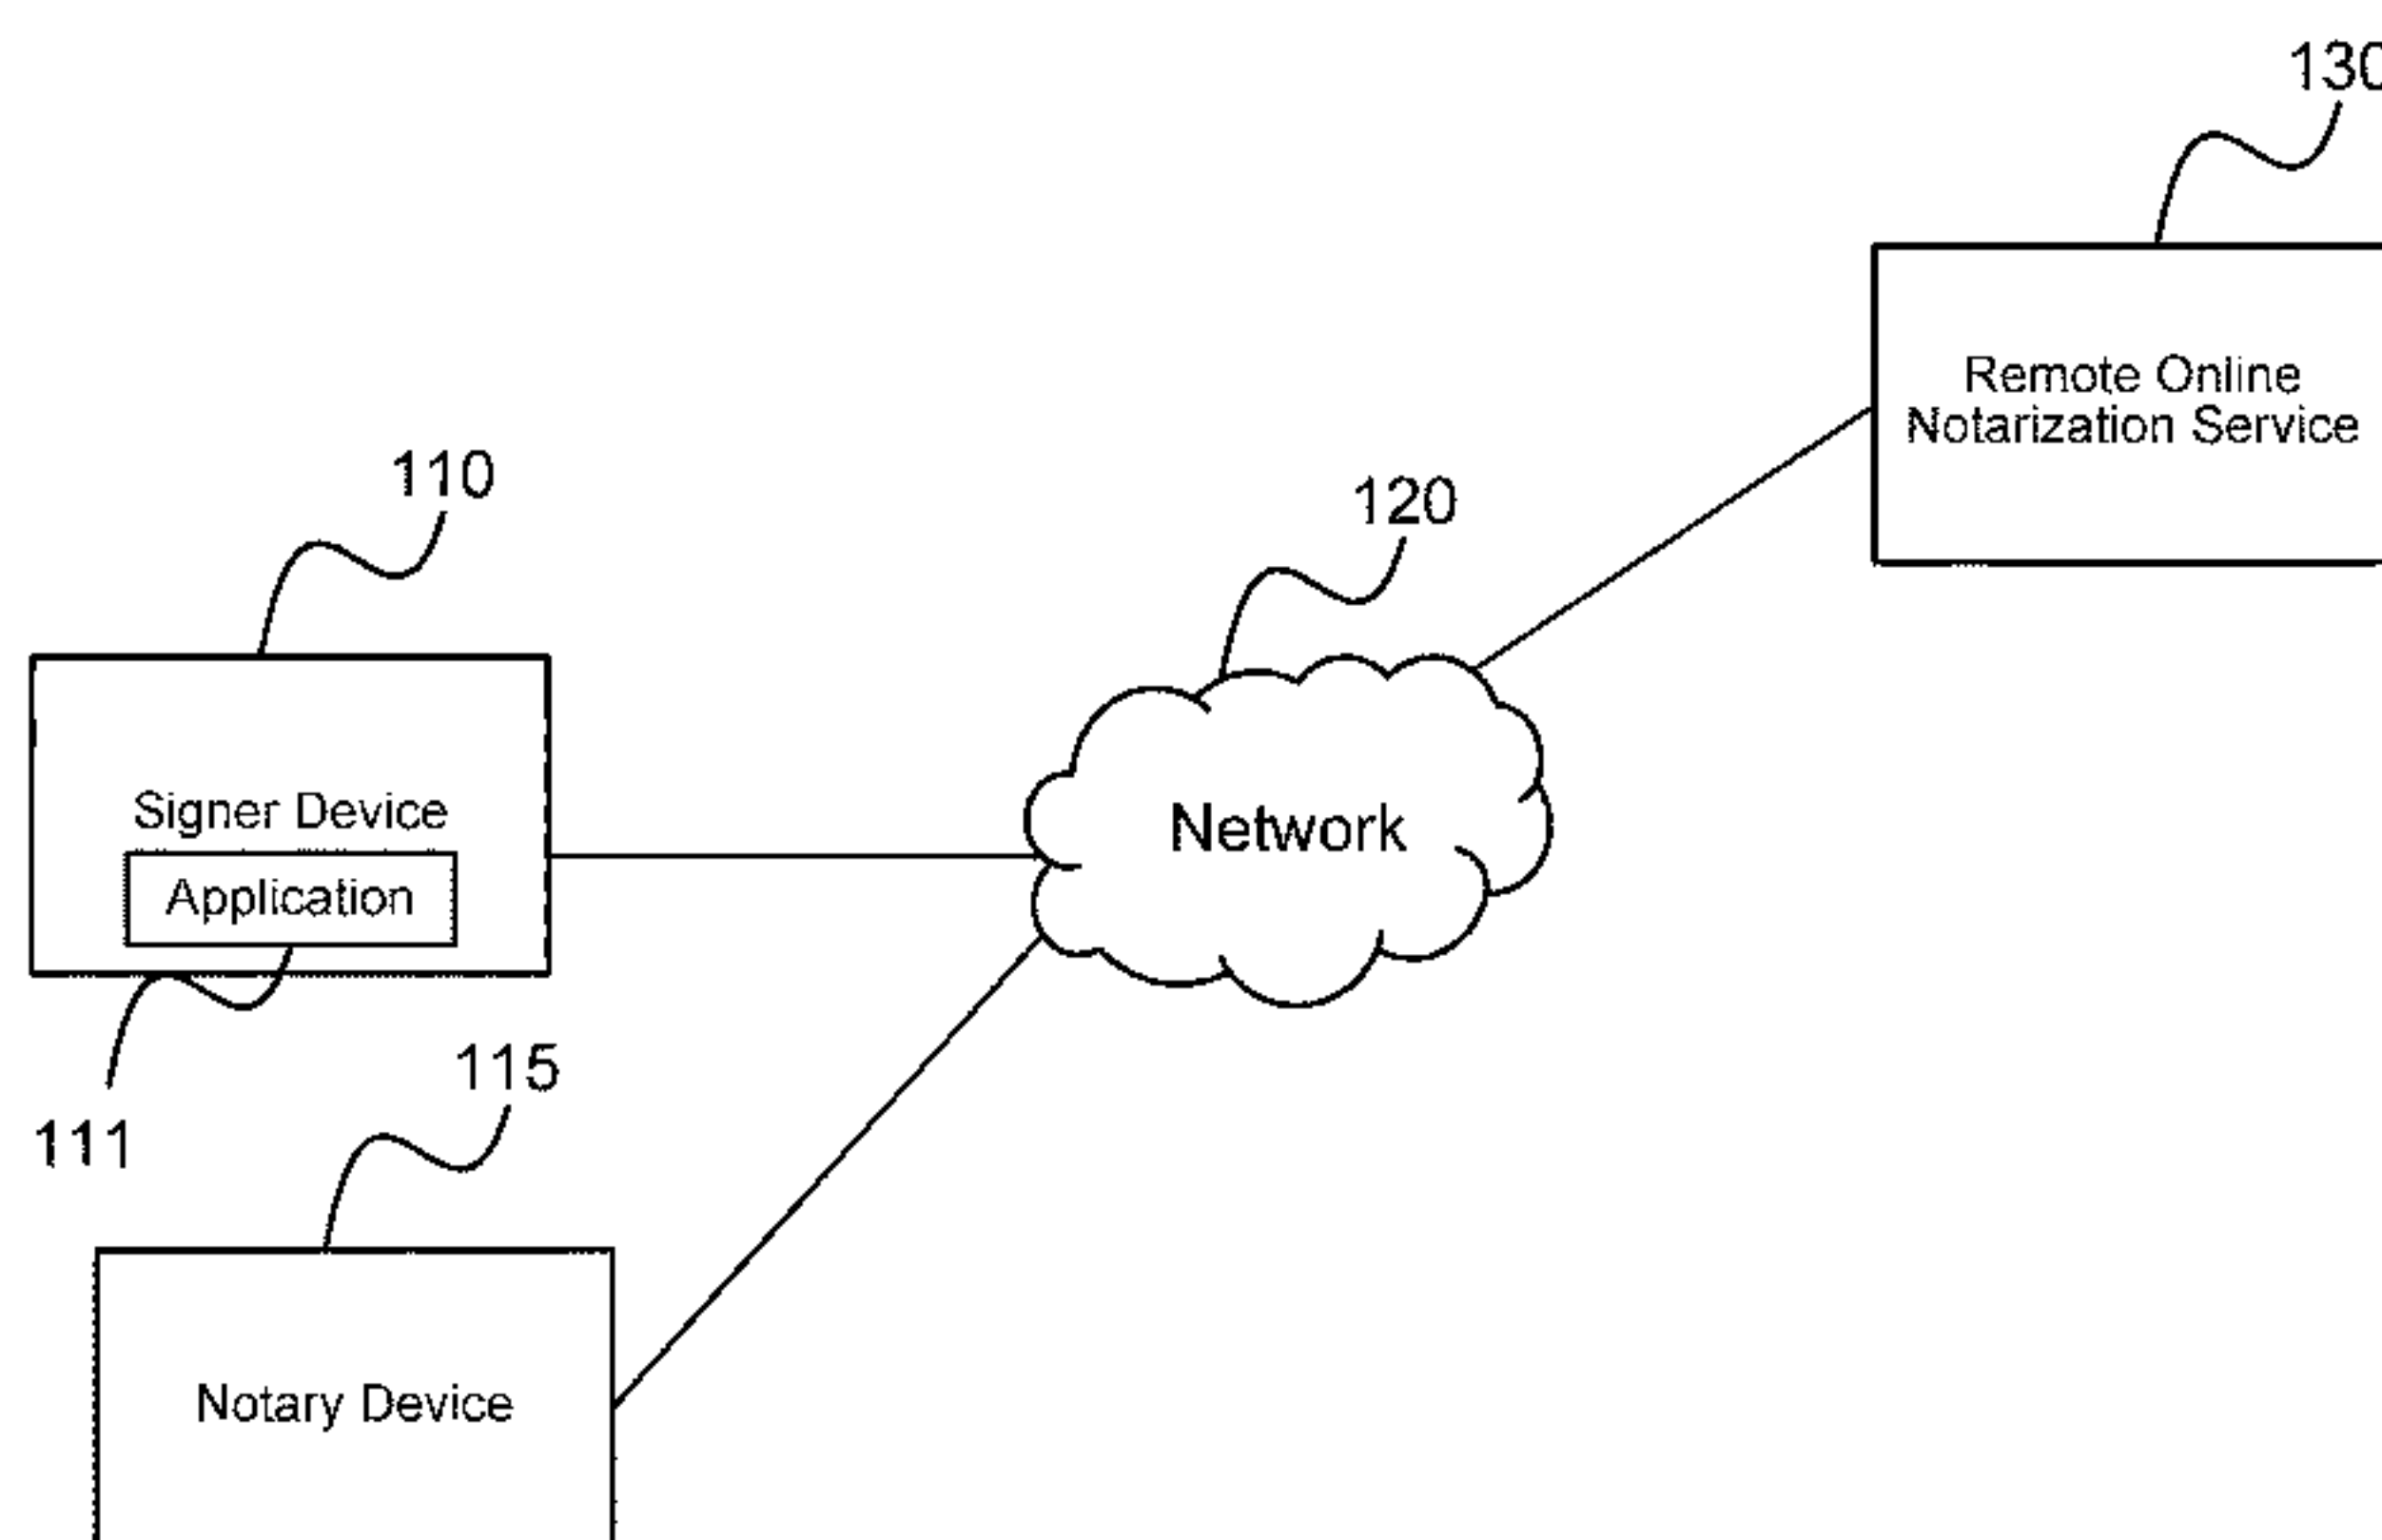 130
Remote Online
Notarization Service
110
120
Signer Device
Application
Network
111
115
Notary Device